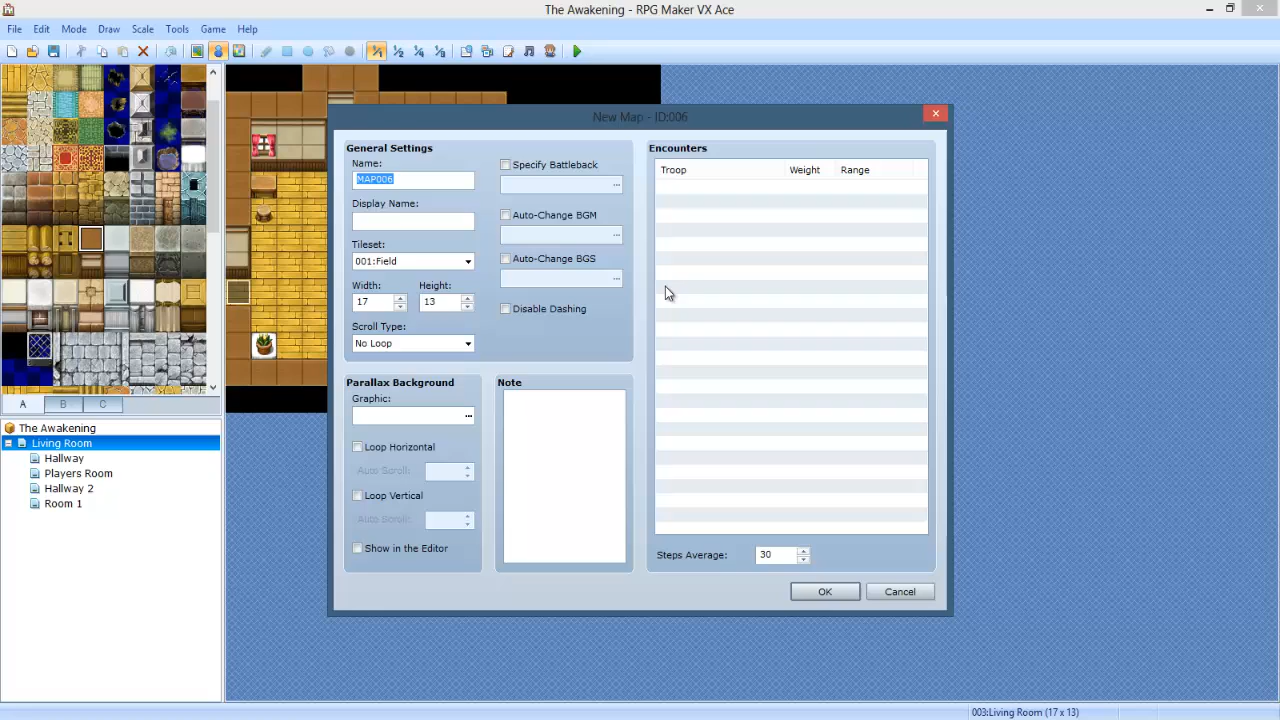 The Awakening - RPG Maker VX Ace
File Edit Mode Draw Scale Tools Game Help
New Map - ID:006
General Settings
Name:
MAP006
Display Name:
Tileset:
001:Field
Width: Height:
17 13
Scroll Type:
No Loop
Specify Battleback
...
Auto-Change BGM
...
Auto-Change BGS
...
Disable Dashing
Parallax Background
Graphic:
...
Loop Horizontal
Auto Scroll:
Loop Vertical
Auto Scroll:
Show in the Editor
Note
Encounters
Troop Weight Range
Steps Average: 30
OK Cancel
A B C
The Awakening
Living Room
Hallway
Players Room
Hallway 2
Room 1
003:Living Room (17 x 13)